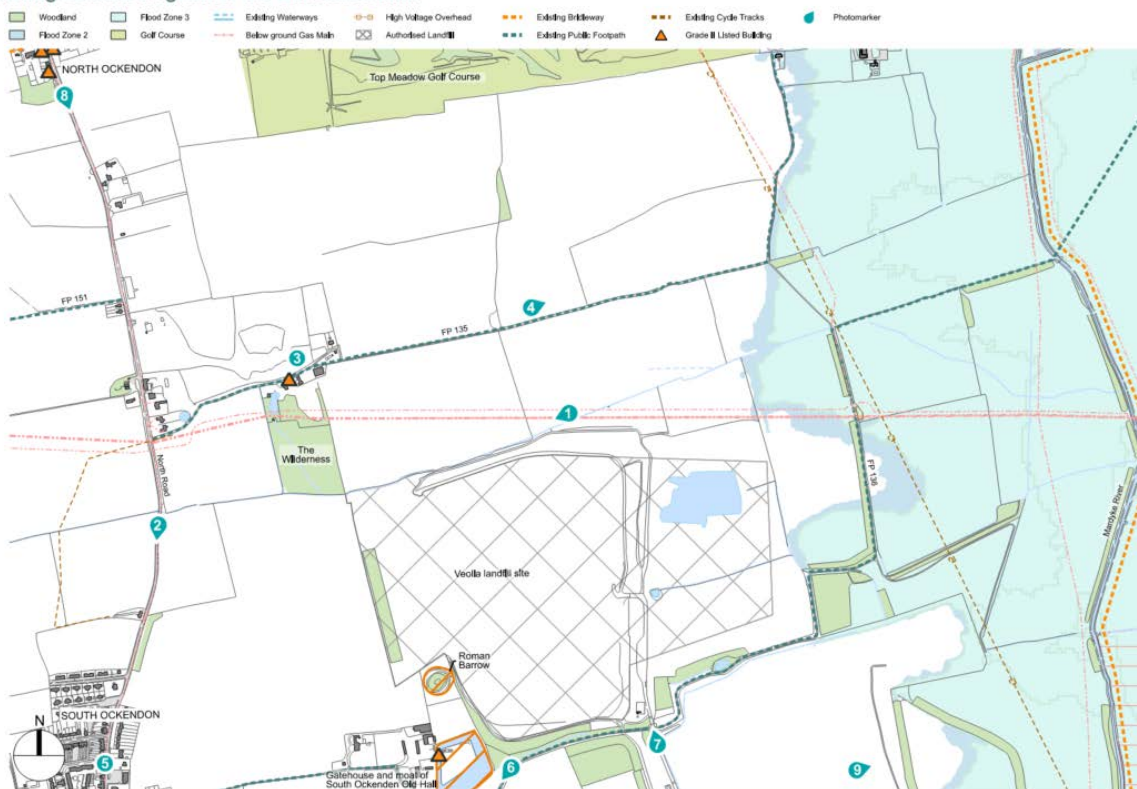 Woodland
Flood Zone 3
Existing Waterways
High Voltage Overhead
Existing Bridleway
Existing Cycle Tracks
Photomarker
Flood Zone 2
Golf Course
Below ground Gas Main
Authorised Landfill
Existing Public Footpath
Grade II Listed Building
NORTH OCKENDON
Top Meadow Golf Course
8
FP 151
4
FP 135
3
1
The
Wilderness
North Road
FP 136
Mardyke River
2
Veolia landfill site
Roman
Barrow
N
SOUTH OCKENDON
5
7
6
9
Gatehouse and moat of
South Ockenden Old Hall